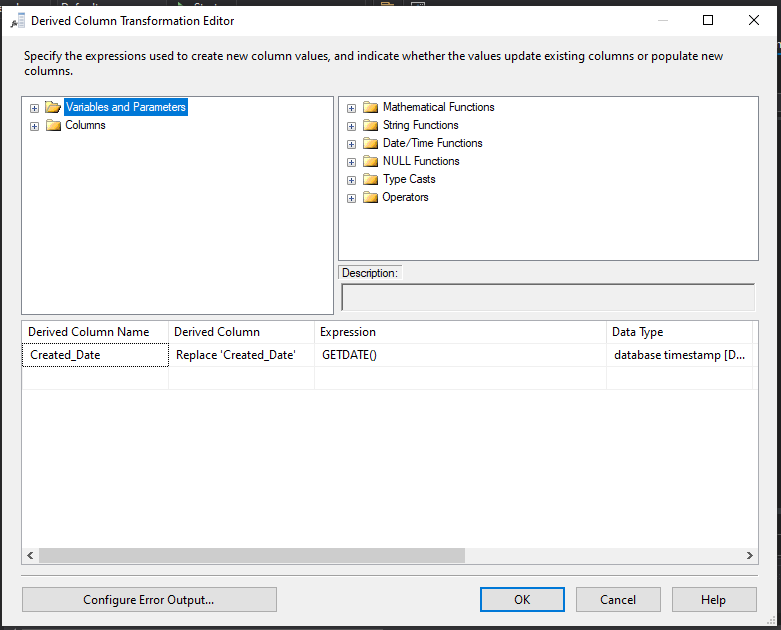 Derived Column Transformation Editor
Specify the expressions used to create new column values, and indicate whether the values update existing columns or populate new
columns.
Variables and Parameters
Columns
Mathematical Functions
String Functions
Date/Time Functions
NULL Functions
Type Casts
Operators
Description:
Derived Column Name Derived Column Expression Data Type
Created_Date Replace 'Created_Date' GETDATE() database timestamp [D...
Configure Error Output... OK Cancel Help